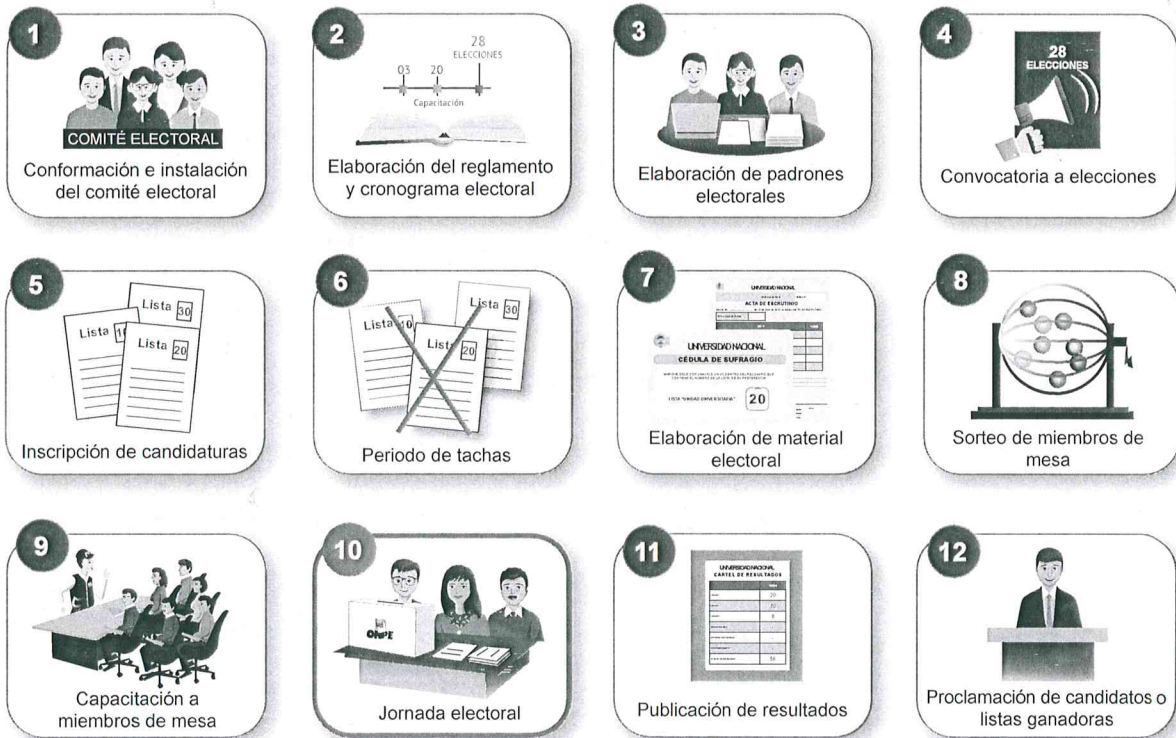 1
COMITÉ ELECTORAL
Conformación e instalación
del comité electoral
2
28
ELECCIONES
03 20
Capacitación
Elaboración del reglamento
y cronograma electoral
3
Elaboración de padrones
electorales
4
28
ELECCIONES
Convocatoria a elecciones
5
Lista 30
Lista
Lista 20
Inscripción de candidaturas
6
Lista 30
Lista
Lista 20
Periodo de tachas
7
UNIVERSIDAD NACIONAL
ACTA DE ESCRUTINIO
UNIVERSIDAD NACIONAL
CÉDULA DE SUFRAGIO
20
Elaboración de material
electoral
8
Sorteo de miembros de
mesa
9
Capacitación a
miembros de mesa
10
ONPE
Jornada electoral
11
UNIVERSIDAD NACIONAL
CARTEL DE RESULTADOS
Publicación de resultados
12
Proclamación de candidatos o
listas ganadoras